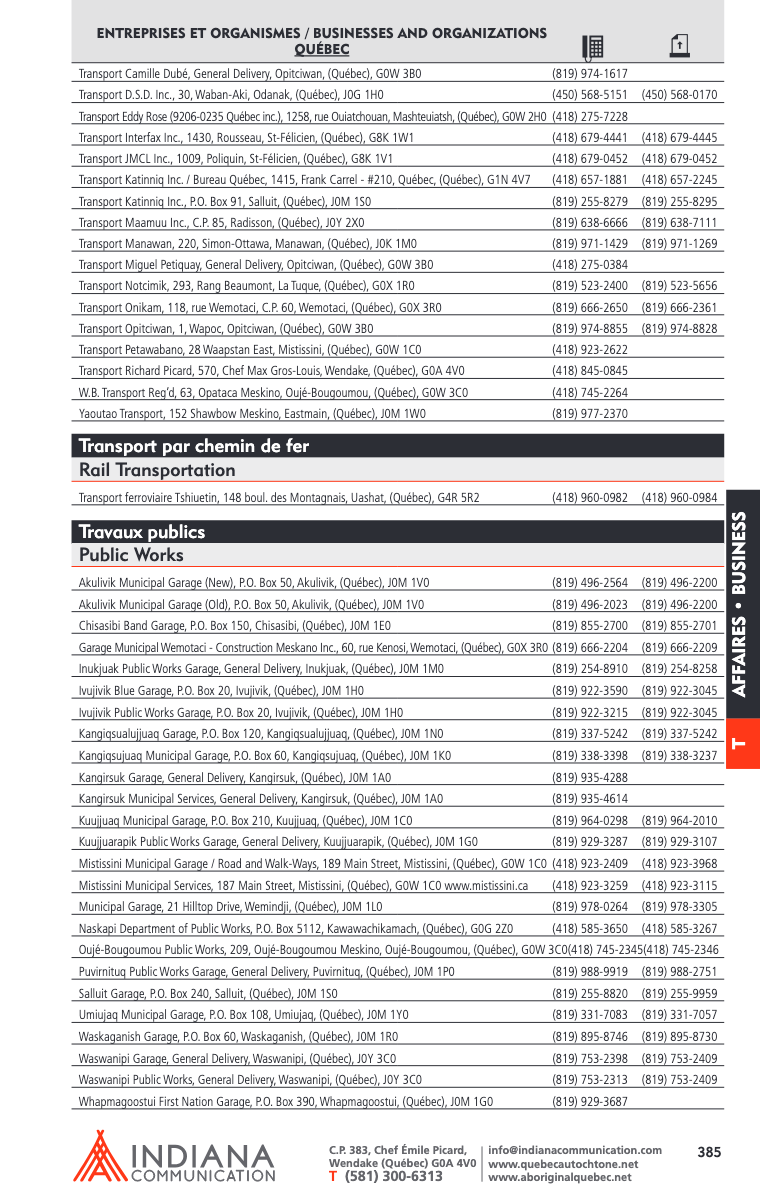 ENTREPRISES ET ORGANISMES / BUSINESSES AND ORGANIZATIONS
QUÉBEC
Transport Camille Dubé, General Delivery, Opitciwan, (Québec), G0W 3B0 (819) 974-1617
Transport D.S.D. Inc., 30, Waban-Aki, Odanak, (Québec), J0G 1H0 (450) 568-5151 (450) 568-0170
Transport Eddy Rose (9206-0235 Québec inc.), 1258, rue Ouiatchouan, Mashteuiatsh, (Québec), G0W 2H0 (418) 275-7228
Transport Interfax Inc., 1430, Rousseau, St-Félicien, (Québec), G8K 1W1 (418) 679-4441 (418) 679-4445
Transport JMCL Inc., 1009, Poliquin, St-Félicien, (Québec), G8K 1V1 (418) 679-0452 (418) 679-0452
Transport Katinniq Inc. / Bureau Québec, 1415, Frank Carrel - #210, Québec, (Québec), G1N 4V7 (418) 657-1881 (418) 657-2245
Transport Katinniq Inc., P.O. Box 91, Salluit, (Québec), J0M 1S0 (819) 255-8279 (819) 255-8295
Transport Maamuu Inc., C.P. 85, Radisson, (Québec), J0Y 2X0 (819) 638-6666 (819) 638-7111
Transport Manawan, 220, Simon-Ottawa, Manawan, (Québec), J0K 1M0 (819) 971-1429 (819) 971-1269
Transport Miguel Petiquay, General Delivery, Opitciwan, (Québec), G0W 3B0 (418) 275-0384
Transport Notcimik, 293, Rang Beaumont, La Tuque, (Québec), G0X 1R0 (819) 523-2400 (819) 523-5656
Transport Onikam, 118, rue Wemotaci, C.P. 60, Wemotaci, (Québec), G0X 3R0 (819) 666-2650 (819) 666-2361
Transport Opitciwan, 1, Wapoc, Opitciwan, (Québec), G0W 3B0 (819) 974-8855 (819) 974-8828
Transport Petawabano, 28 Waapstan East, Mistissini, (Québec), G0W 1C0 (418) 923-2622
Transport Richard Picard, 570, Chef Max Gros-Louis, Wendake, (Québec), G0A 4V0 (418) 845-0845
W.B. Transport Reg'd, 63, Opataca Meskino, Oujé-Bougoumou, (Québec), G0W 3C0 (418) 745-2264
Yaoutao Transport, 152 Shawbow Meskino, Eastmain, (Québec), J0M 1W0 (819) 977-2370
Transport par chemin de fer
Rail Transportation
Transport ferroviaire Tshiuetin, 148 boul. des Montagnais, Uashat, (Québec), G4R 5R2 (418) 960-0982 (418) 960-0984
Travaux publics
Public Works
Akulivik Municipal Garage (New), P.O. Box 50, Akulivik, (Québec), J0M 1V0 (819) 496-2564 (819) 496-2200
Akulivik Municipal Garage (Old), P.O. Box 50, Akulivik, (Québec), J0M 1V0 (819) 496-2023 (819) 496-2200
Chisasibi Band Garage, P.O. Box 150, Chisasibi, (Québec), J0M 1E0 (819) 855-2700 (819) 855-2701
Garage Municipal Wemotaci - Construction Meskano Inc., 60, rue Kenosi, Wemotaci, (Québec), G0X 3R0 (819) 666-2204 (819) 666-2209
Inukjuak Public Works Garage, General Delivery, Inukjuak, (Québec), J0M 1M0 (819) 254-8910 (819) 254-8258
Ivujivik Blue Garage, P.O. Box 20, Ivujivik, (Québec), J0M 1H0 (819) 922-3590 (819) 922-3045
Ivujivik Public Works Garage, P.O. Box 20, Ivujivik, (Québec), J0M 1H0 (819) 922-3215 (819) 922-3045
Kangiqsualujjuaq Garage, P.O. Box 120, Kangiqsualujjuaq, (Québec), J0M 1N0 (819) 337-5242 (819) 337-5242
Kangiqsujuaq Municipal Garage, P.O. Box 60, Kangiqsujuaq, (Québec), J0M 1K0 (819) 338-3398 (819) 338-3237
Kangirsuk Garage, General Delivery, Kangirsuk, (Québec), J0M 1A0 (819) 935-4288
Kangirsuk Municipal Services, General Delivery, Kangirsuk, (Québec), J0M 1A0 (819) 935-4614
Kuujjuaq Municipal Garage, P.O. Box 210, Kuujjuaq, (Québec), J0M 1C0 (819) 964-0298 (819) 964-2010
Kuujjuarapik Public Works Garage, General Delivery, Kuujjuarapik, (Québec), J0M 1G0 (819) 929-3287 (819) 929-3107
Mistissini Municipal Garage / Road and Walk-Ways, 189 Main Street, Mistissini, (Québec), G0W 1C0 (418) 923-2409 (418) 923-3968
Mistissini Municipal Services, 187 Main Street, Mistissini, (Québec), G0W 1C0 www.mistissini.ca (418) 923-3259 (418) 923-3115
Municipal Garage, 21 Hilltop Drive, Wemindji, (Québec), J0M 1L0 (819) 978-0264 (819) 978-3305
Naskapi Department of Public Works, P.O. Box 5112, Kawawachikamach, (Québec), G0G 2Z0 (418) 585-3650 (418) 585-3267
Oujé-Bougoumou Public Works, 209, Oujé-Bougoumou Meskino, Oujé-Bougoumou, (Québec), G0W 3C0(418) 745-2345(418) 745-2346
Puvirnituq Public Works Garage, General Delivery, Puvirnituq, (Québec), J0M 1P0 (819) 988-9919 (819) 988-2751
Salluit Garage, P.O. Box 240, Salluit, (Québec), J0M 1S0 (819) 255-8820 (819) 255-9959
Umiujaq Municipal Garage, P.O. Box 108, Umiujaq, (Québec), J0M 1Y0 (819) 331-7083 (819) 331-7057
Waskaganish Garage, P.O. Box 60, Waskaganish, (Québec), J0M 1R0 (819) 895-8746 (819) 895-8730
Waswanipi Garage, General Delivery, Waswanipi, (Québec), J0Y 3C0 (819) 753-2398 (819) 753-2409
Waswanipi Public Works, General Delivery, Waswanipi, (Québec), J0Y 3C0 (819) 753-2313 (819) 753-2409
Whapmagoostui First Nation Garage, P.O. Box 390, Whapmagoostui, (Québec), J0M 1G0 (819) 929-3687
AFFAIRES • BUSINESS
T
INDIANA
COMMUNICATION
C.P. 383, Chef Émile Picard,
Wendake (Québec) G0A 4V0
T (581) 300-6313
info@indianacommunication.com
www.quebecautochtone.net
www.aboriginalquebec.net
385